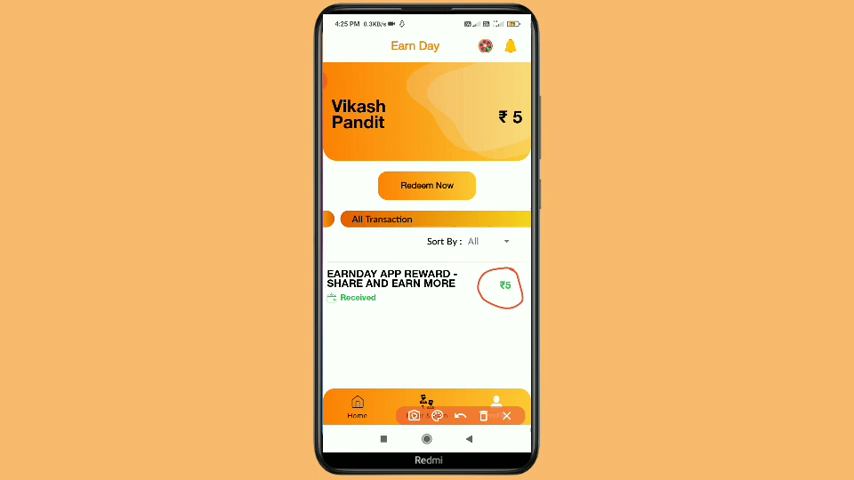 4:25 PM 8.3KB/s
Earn Day
Vikash
Pandit
₹ 5
Redeem Now
All Transaction
Sort By : All
EARNDAY APP REWARD -
SHARE AND EARN MORE
₹5
Received
Home
Redmi